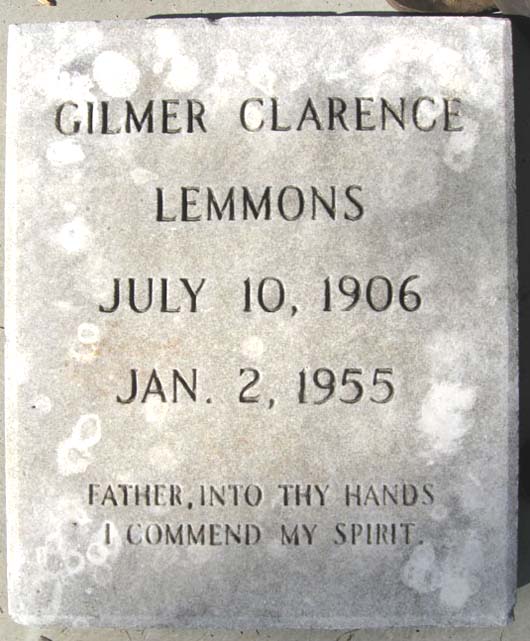 GILMER CLARENCE
LEMMONS
JULY 10, 1906
JAN. 2, 1955
FATHER, INTO THY HANDS
I COMMEND MY SPIRIT.